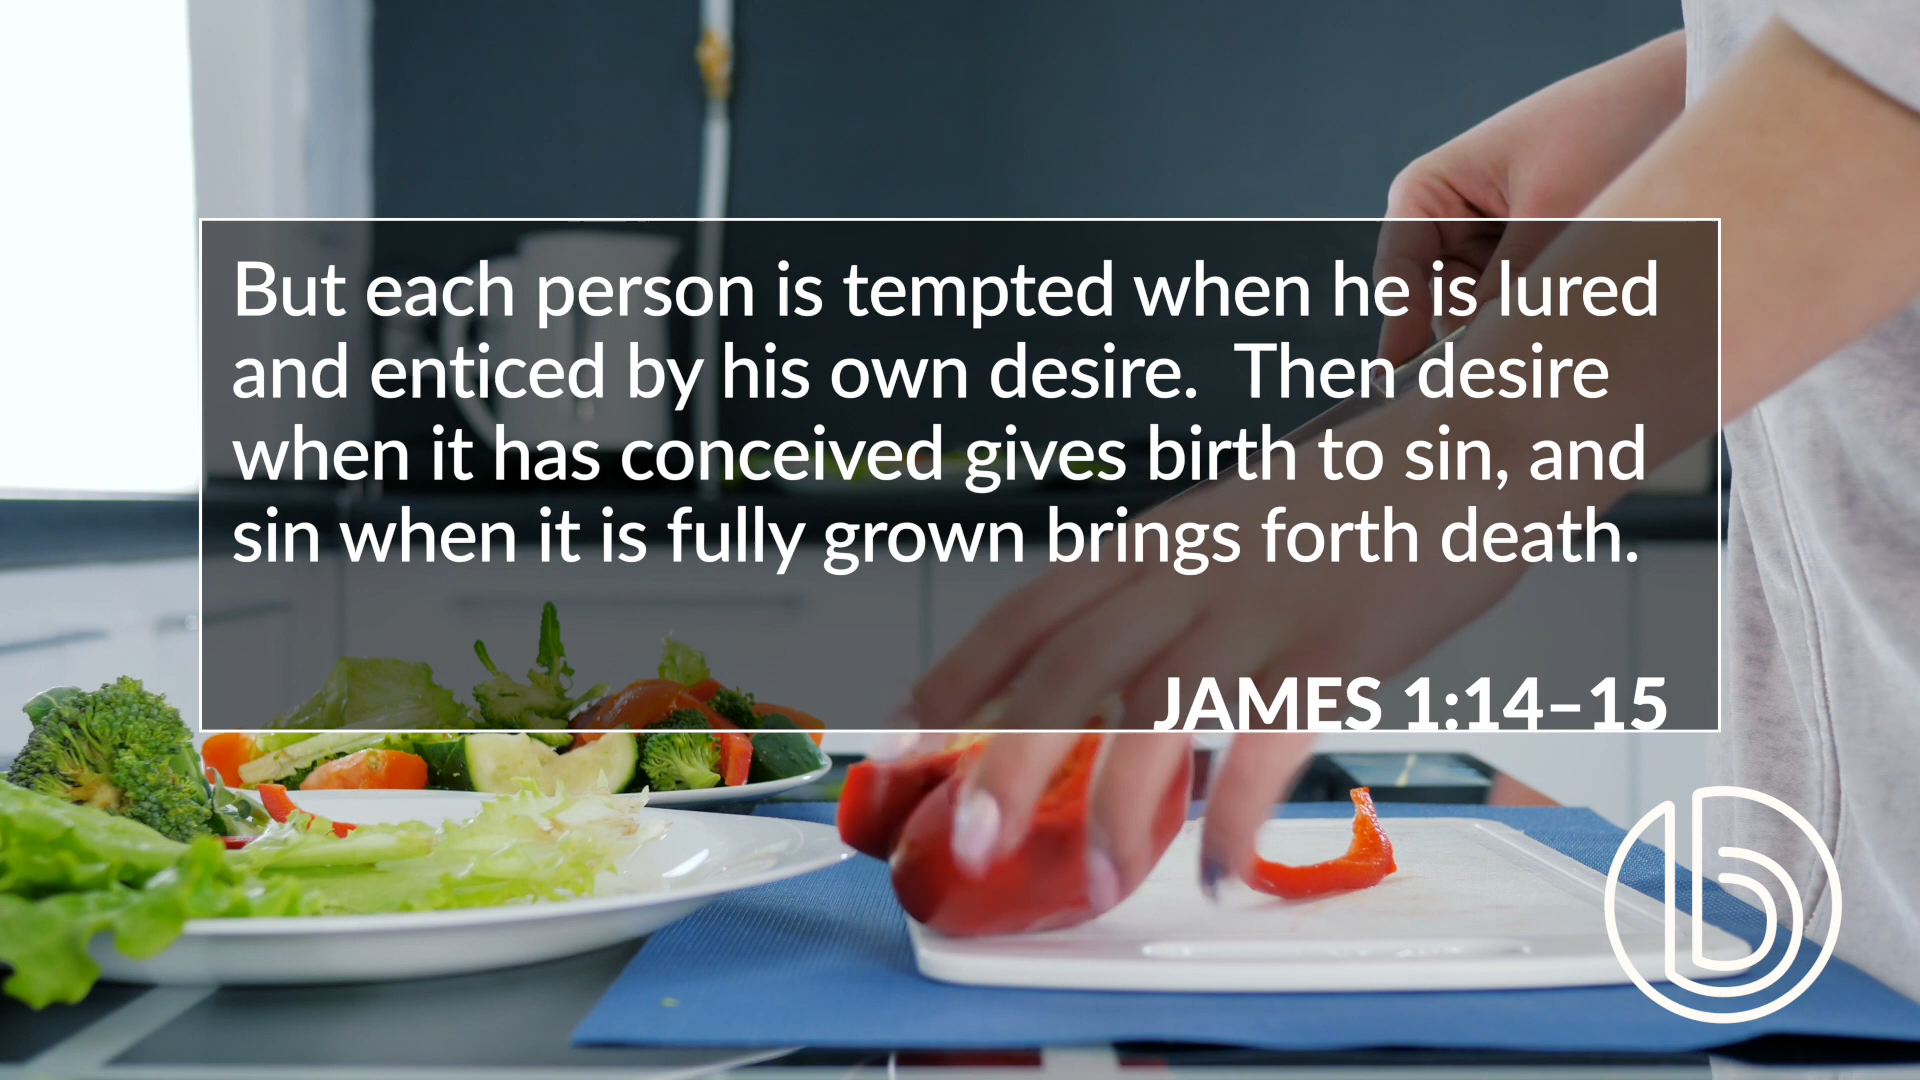 But each person is tempted when he is lured
and enticed by his own desire.  Then desire
when it has conceived gives birth to sin, and
sin when it is fully grown brings forth death.
JAMES 1:14–15